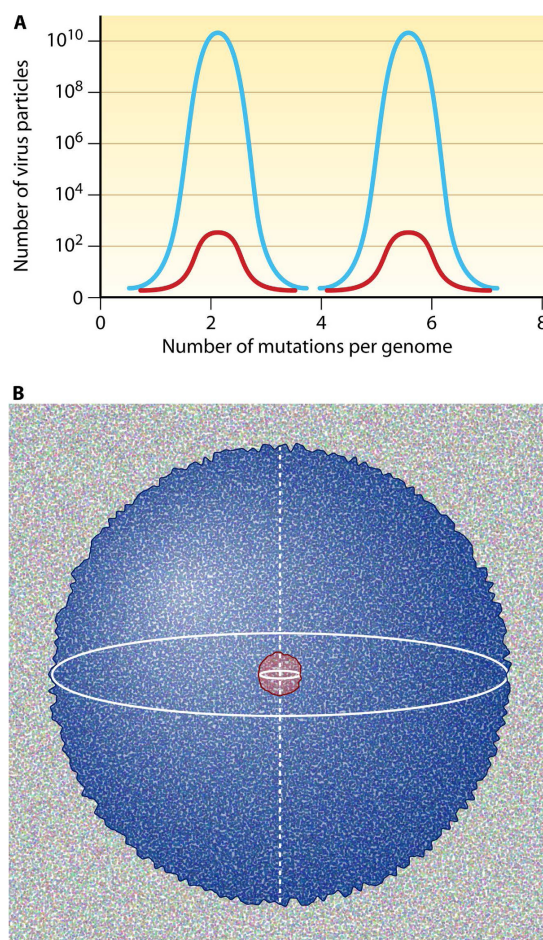 A
Number of virus particles
10¹⁰
10⁸
10⁶
10⁴
10²
0
0 2 4 6 8
Number of mutations per genome
B